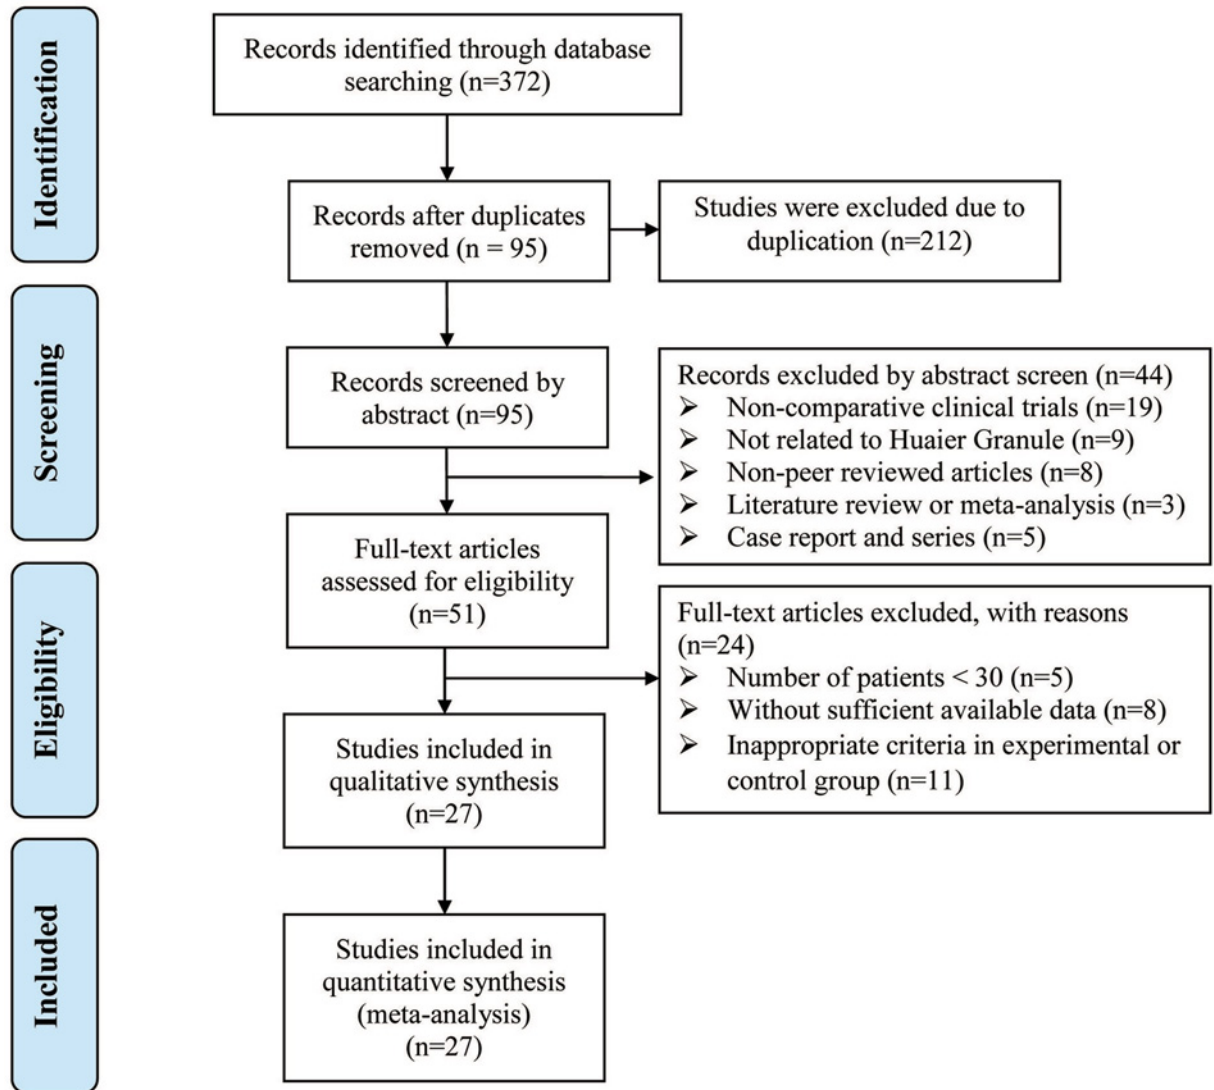 Identification
Records identified through database
searching (n=372)
Records after duplicates
removed (n = 95)
Studies were excluded due to
duplication (n=212)
Screening
Records screened by
abstract (n=95)
Records excluded by abstract screen (n=44)
➢ Non-comparative clinical trials (n=19)
➢ Not related to Huaier Granule (n=9)
➢ Non-peer reviewed articles (n=8)
➢ Literature review or meta-analysis (n=3)
➢ Case report and series (n=5)
Eligibility
Full-text articles
assessed for eligibility
(n=51)
Full-text articles excluded, with reasons
(n=24)
➢ Number of patients < 30 (n=5)
➢ Without sufficient available data (n=8)
➢ Inappropriate criteria in experimental or
control group (n=11)
Studies included in
qualitative synthesis
(n=27)
Included
Studies included in
quantitative synthesis
(meta-analysis)
(n=27)